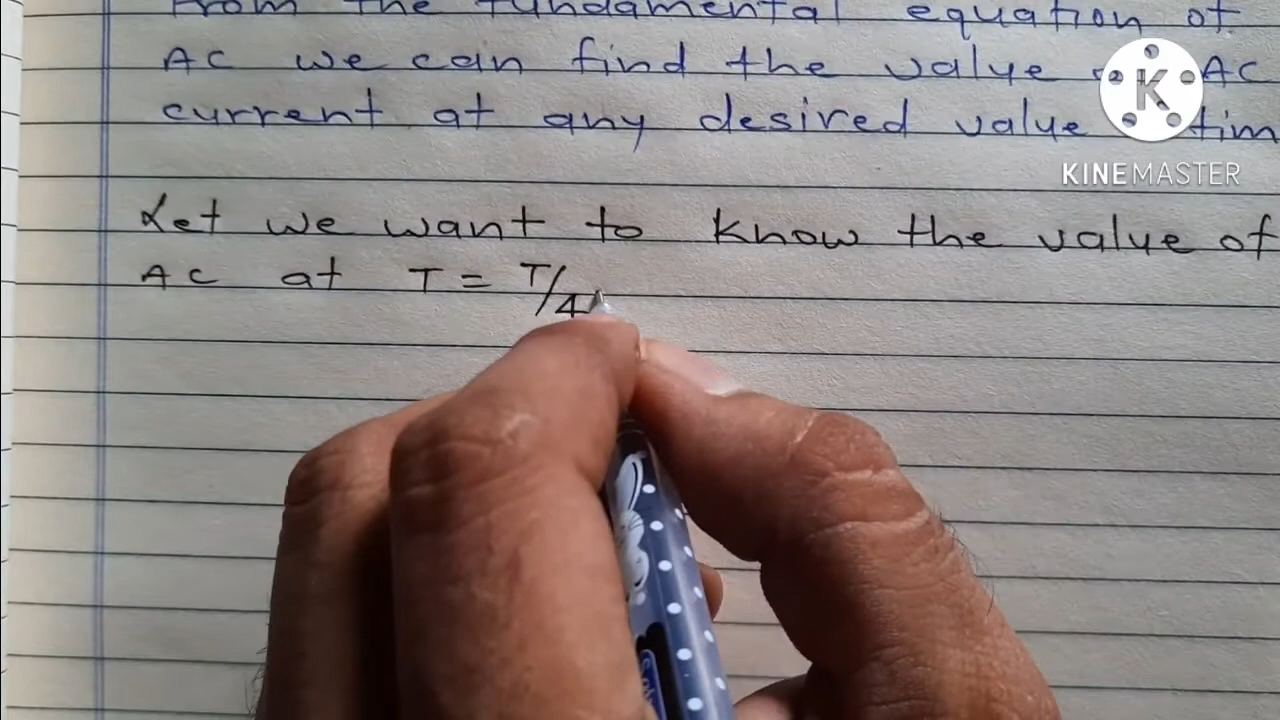 From the fundamental equation of
AC we can find the value AC
current at any desired value tim
K
KINEMASTER
Let we want to know the value of
AC at T = T/4